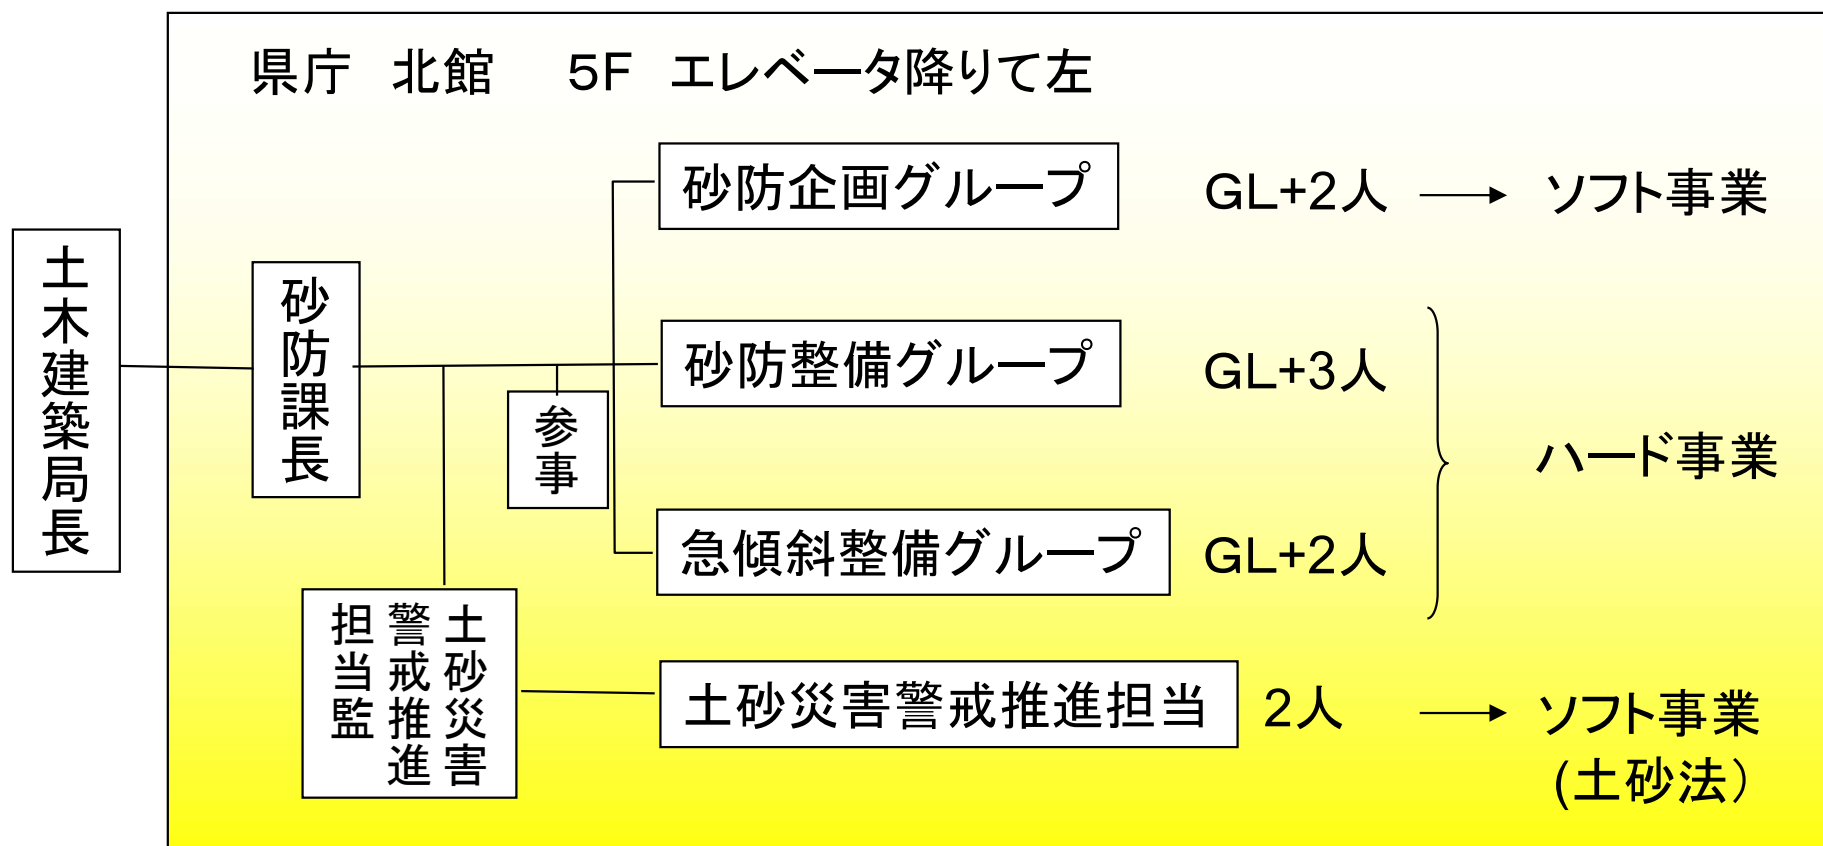 県庁　北館　５F　エレベータ降りて左
土木建築局長
砂防課長
参事
土砂災害
警戒推進
担当監
砂防企画グループ　GL+2人　ソフト事業
砂防整備グループ　GL+3人
ハード事業
急傾斜整備グループ　GL+2人
土砂災害警戒推進担当　2人　ソフト事業
(土砂法）